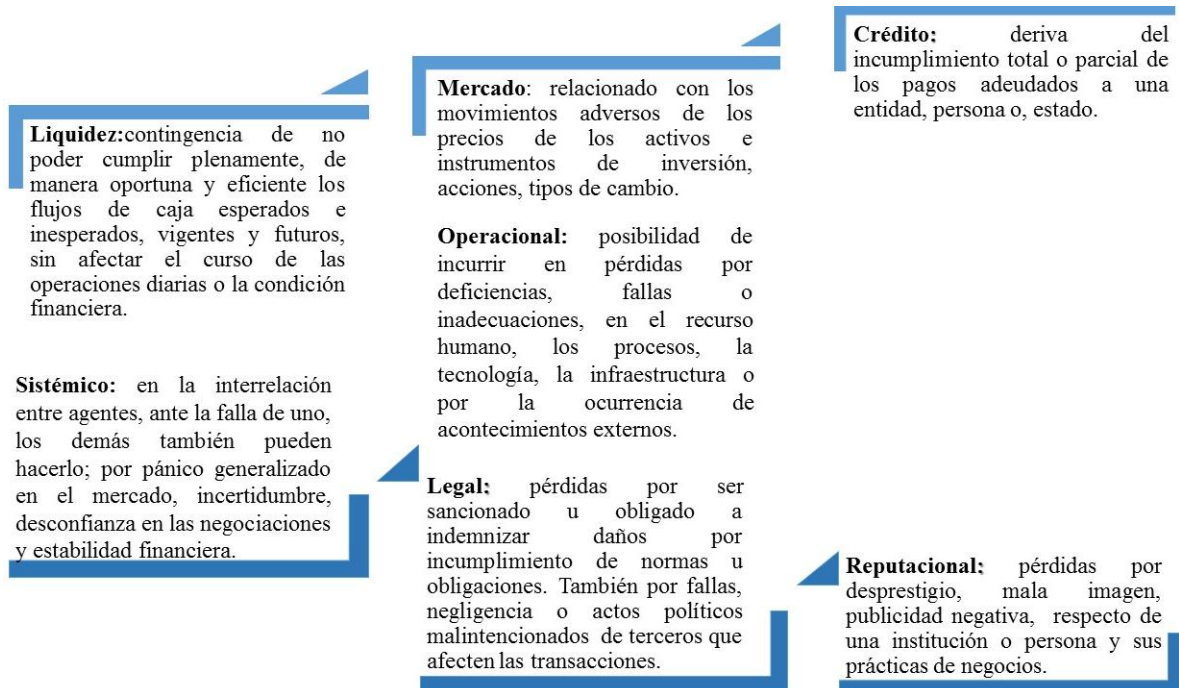 Liquidez:contingencia de no
poder cumplir plenamente, de
manera oportuna y eficiente los
flujos de caja esperados e
inesperados, vigentes y futuros,
sin afectar el curso de las
operaciones diarias o la condición
financiera.
Sistémico: en la interrelación
entre agentes, ante la falla de uno,
los demás también pueden
hacerlo; por pánico generalizado
en el mercado, incertidumbre,
desconfianza en las negociaciones
y estabilidad financiera.
Mercado: relacionado con los
movimientos adversos de los
precios de los activos e
instrumentos de inversión,
acciones, tipos de cambio.
Operacional: posibilidad de
incurrir en pérdidas por
deficiencias, fallas o
inadecuaciones, en el recurso
humano, los procesos, la
tecnología, la infraestructura o
por la ocurrencia de
acontecimientos externos.
Legal: pérdidas por ser
sancionado u obligado a
indemnizar daños por
incumplimiento de normas u
obligaciones. También por fallas,
negligencia o actos políticos
malintencionados de terceros que
afecten las transacciones.
Crédito: deriva del
incumplimiento total o parcial de
los pagos adeudados a una
entidad, persona o, estado.
Reputacional: pérdidas por
desprestigio, mala imagen,
publicidad negativa, respecto de
una institución o persona y sus
prácticas de negocios.